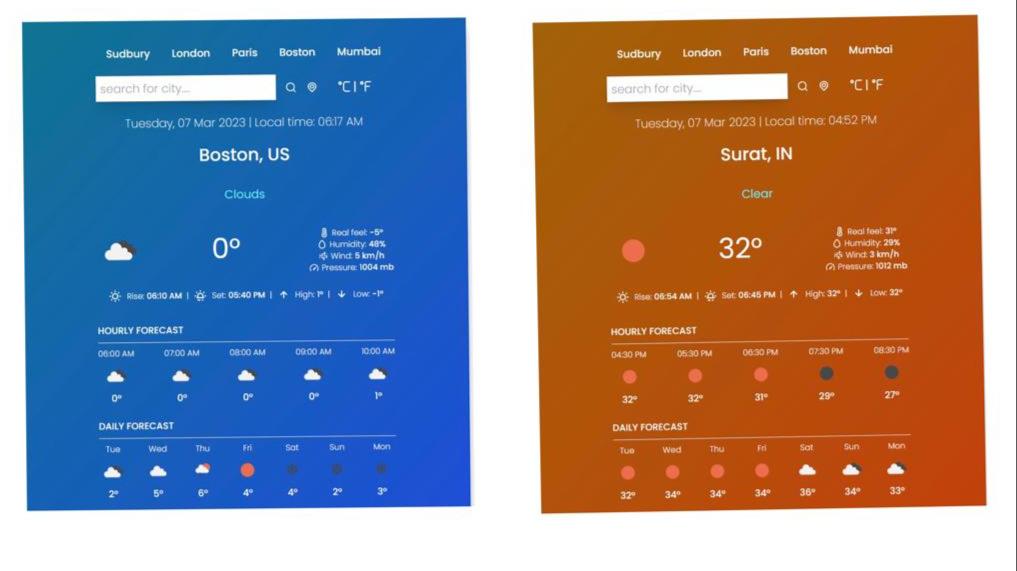 Sudbury London Paris Boston Mumbai
search for city.... °C | °F
Tuesday, 07 Mar 2023 | Local time: 06:17 AM
Boston, US
Clouds
0°
Real feel: -5°
Humidity: 48%
Wind: 5 km/h
Pressure: 1004 mb
Rise: 06:10 AM | Set: 05:40 PM | High: 1° | Low: -1°
HOURLY FORECAST
06:00 AM 07:00 AM 08:00 AM 09:00 AM 10:00 AM
0° 0° 0° 0° 1°
DAILY FORECAST
Tue Wed Thu Fri Sat Sun Mon
2° 5° 6° 4° 4° 2° 3°
Sudbury London Paris Boston Mumbai
search for city.... °C | °F
Tuesday, 07 Mar 2023 | Local time: 04:52 PM
Surat, IN
Clear
32°
Real feel: 31°
Humidity: 29%
Wind: 3 km/h
Pressure: 1012 mb
Rise: 06:54 AM | Set: 06:45 PM | High: 32° | Low: 32°
HOURLY FORECAST
04:30 PM 05:30 PM 06:30 PM 07:30 PM 08:30 PM
32° 32° 31° 29° 27°
DAILY FORECAST
Tue Wed Thu Fri Sat Sun Mon
32° 34° 34° 34° 36° 34° 33°